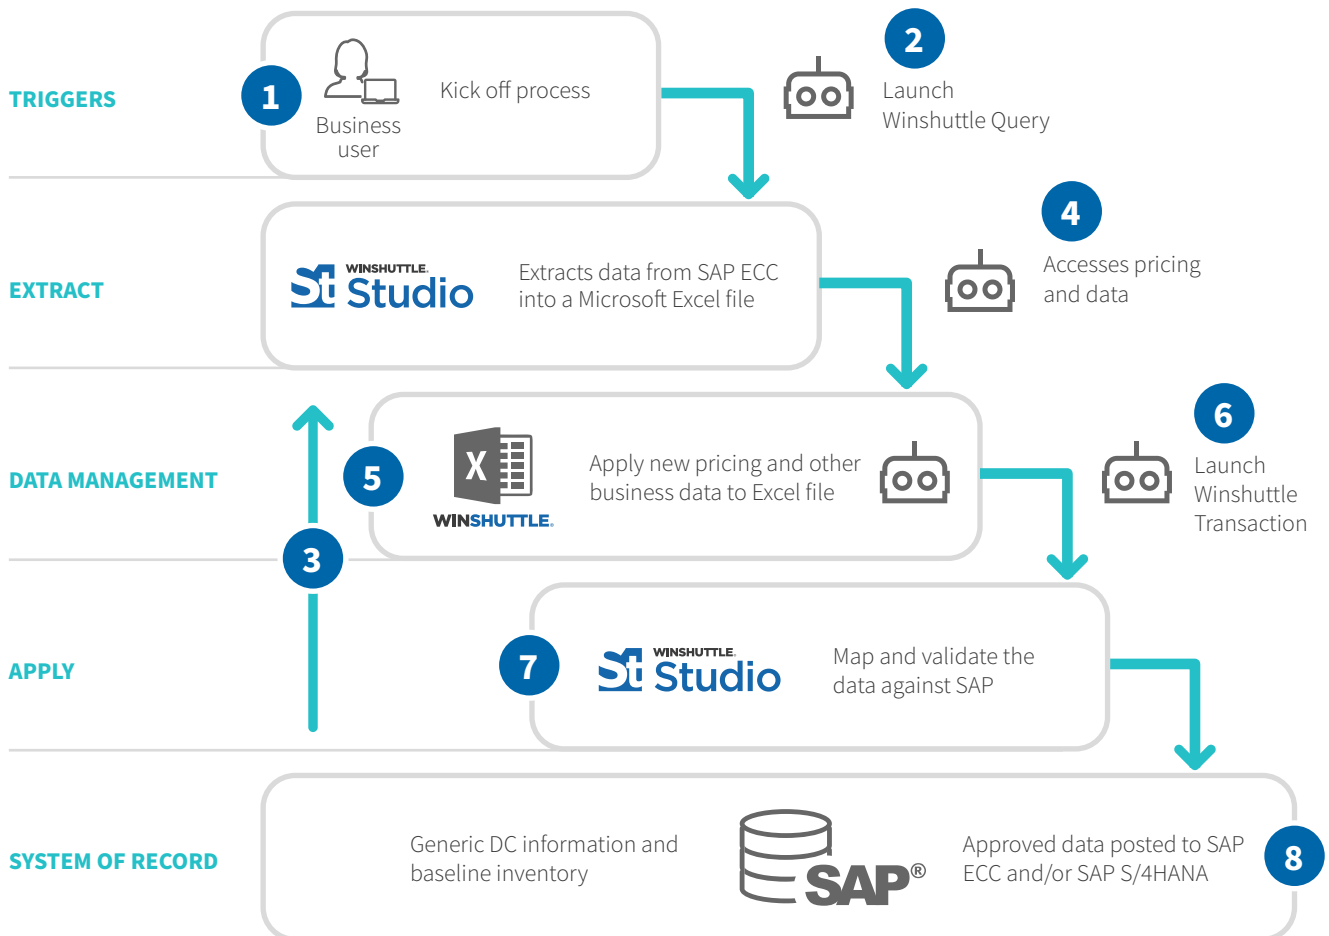 TRIGGERS
1
Business
user
Kick off process
2
Launch
Winshuttle Query
EXTRACT
St WINSHUTTLE®
Studio
Extracts data from SAP ECC
into a Microsoft Excel file
4
Accesses pricing
and data
DATA MANAGEMENT
3
5
X
WINSHUTTLE®
Apply new pricing and other
business data to Excel file
6
Launch
Winshuttle
Transaction
APPLY
7
St WINSHUTTLE®
Studio
Map and validate the
data against SAP
SYSTEM OF RECORD
Generic DC information and
baseline inventory
SAP®
Approved data posted to SAP
ECC and/or SAP S/4HANA
8